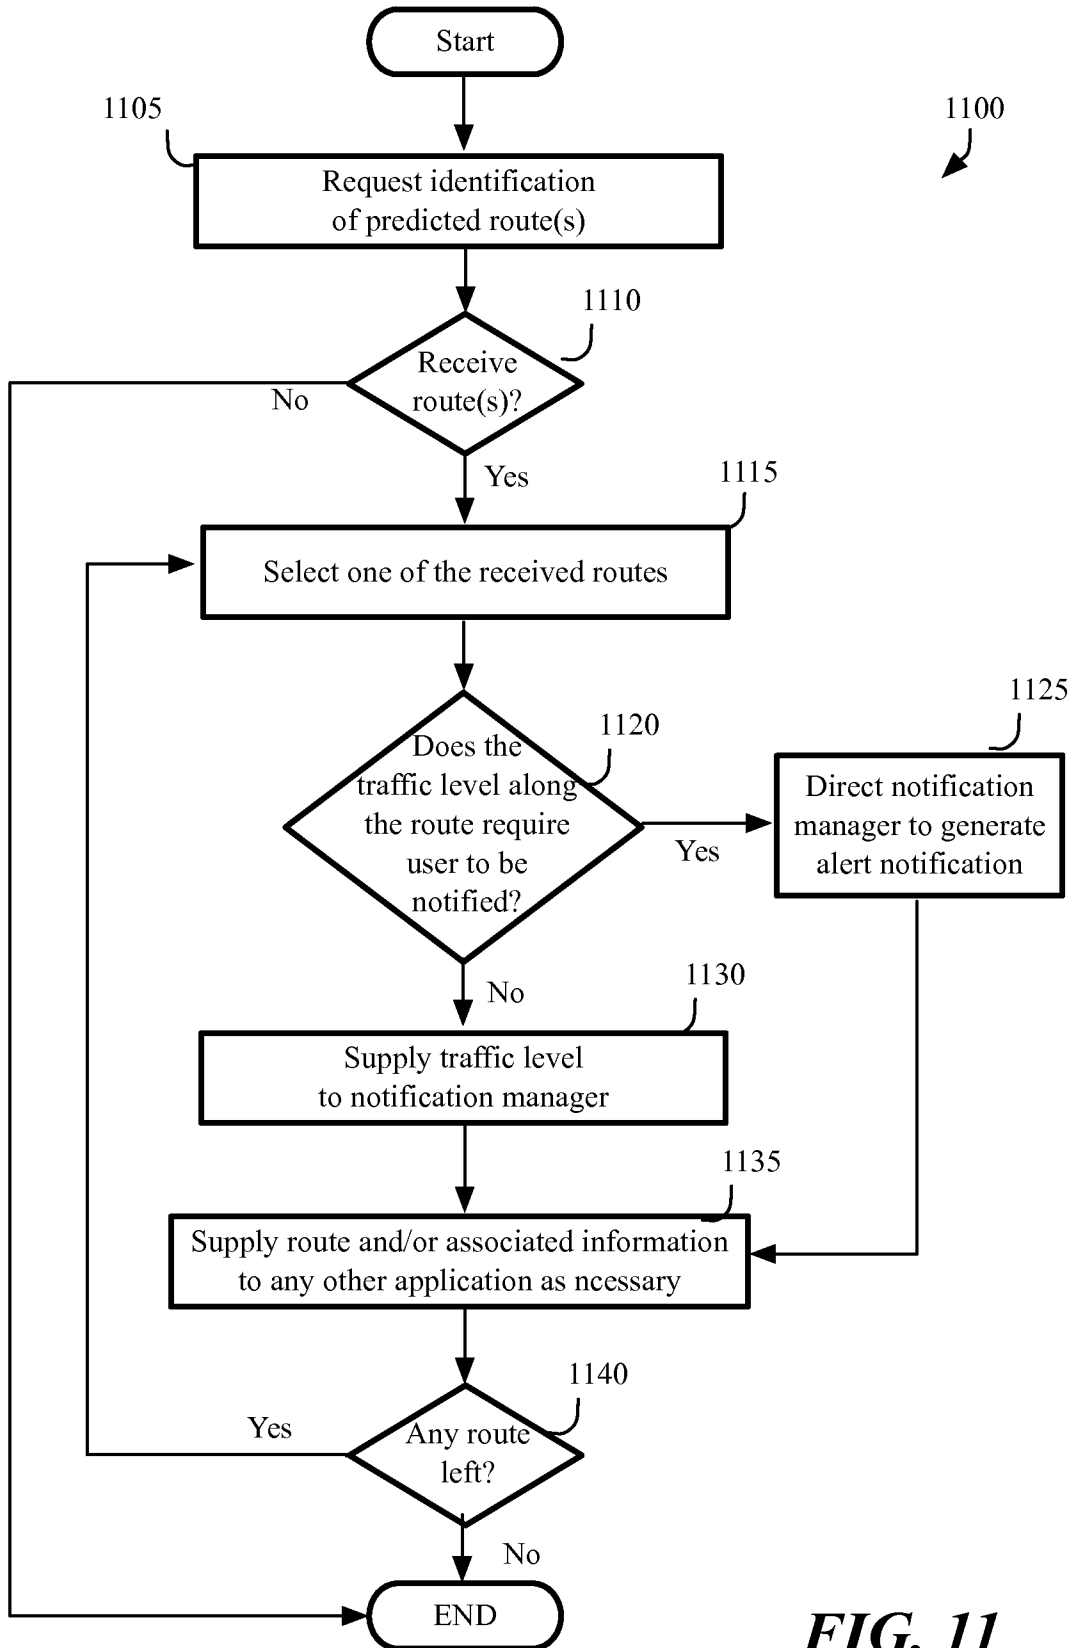 Start
1105
1100
Request identification
of predicted route(s)
1110
Receive
route(s)?
No
Yes
1115
Select one of the received routes
1125
1120
Does the
traffic level along
the route require
user to be
notified?
Yes
Direct notification
manager to generate
alert notification
No
1130
Supply traffic level
to notification manager
1135
Supply route and/or associated information
to any other application as ncessary
1140
Yes
Any route
left?
No
END
FIG. 11